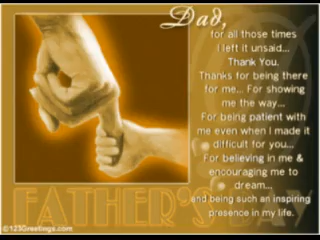 Dad,
for all those times
I left it unsaid...
Thank You.
Thanks for being there
for me... For showing
me the way...
For being patient with
me even when I made it
difficult for you...
For believing in me &
encouraging me to
dream...
and being such an inspiring
presence in my life.
FATHER'S DAY
©123Greetings.com